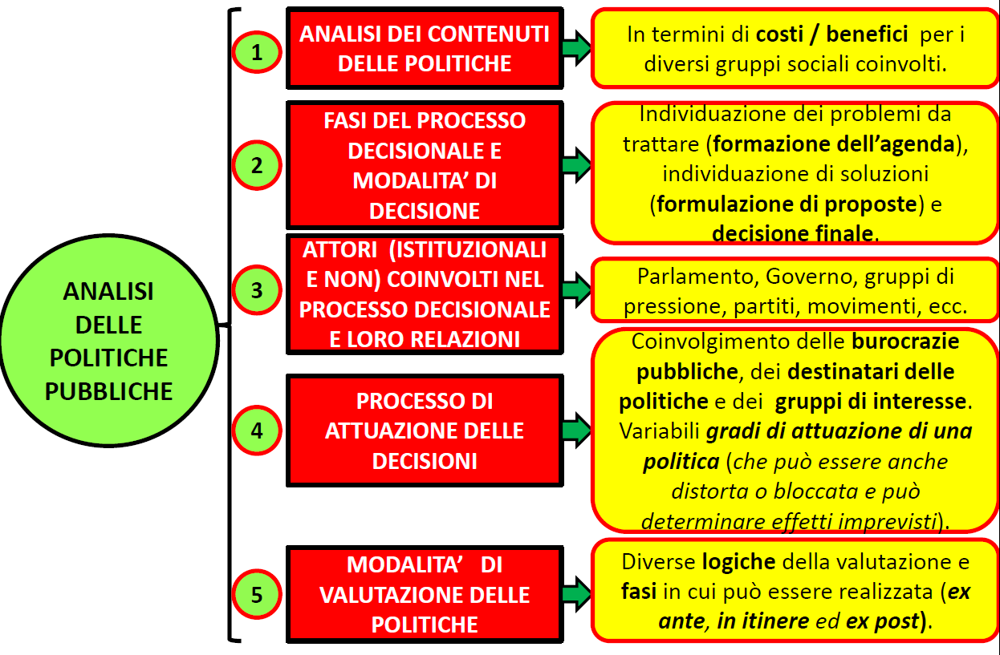 ANALISI
DELLE
POLITICHE
PUBBLICHE
1
ANALISI DEI CONTENUTI
DELLE POLITICHE
In termini di costi / benefici per i
diversi gruppi sociali coinvolti.
2
FASI DEL PROCESSO
DECISIONALE E
MODALITA’ DI
DECISIONE
Individuazione dei problemi da
trattare (formazione dell’agenda),
individuazione di soluzioni
(formulazione di proposte) e
decisione finale.
3
ATTORI (ISTITUZIONALI
E NON) COINVOLTI NEL
PROCESSO DECISIONALE
E LORO RELAZIONI
Parlamento, Governo, gruppi di
pressione, partiti, movimenti, ecc.
4
PROCESSO DI
ATTUAZIONE DELLE
DECISIONI
Coinvolgimento delle burocrazie
pubbliche, dei destinatari delle
politiche e dei gruppi di interesse.
Variabili gradi di attuazione di una
politica (che può essere anche
distorta o bloccata e può
determinare effetti imprevisti).
5
MODALITA’ DI
VALUTAZIONE DELLE
POLITICHE
Diverse logiche della valutazione e
fasi in cui può essere realizzata (ex
ante, in itinere ed ex post).